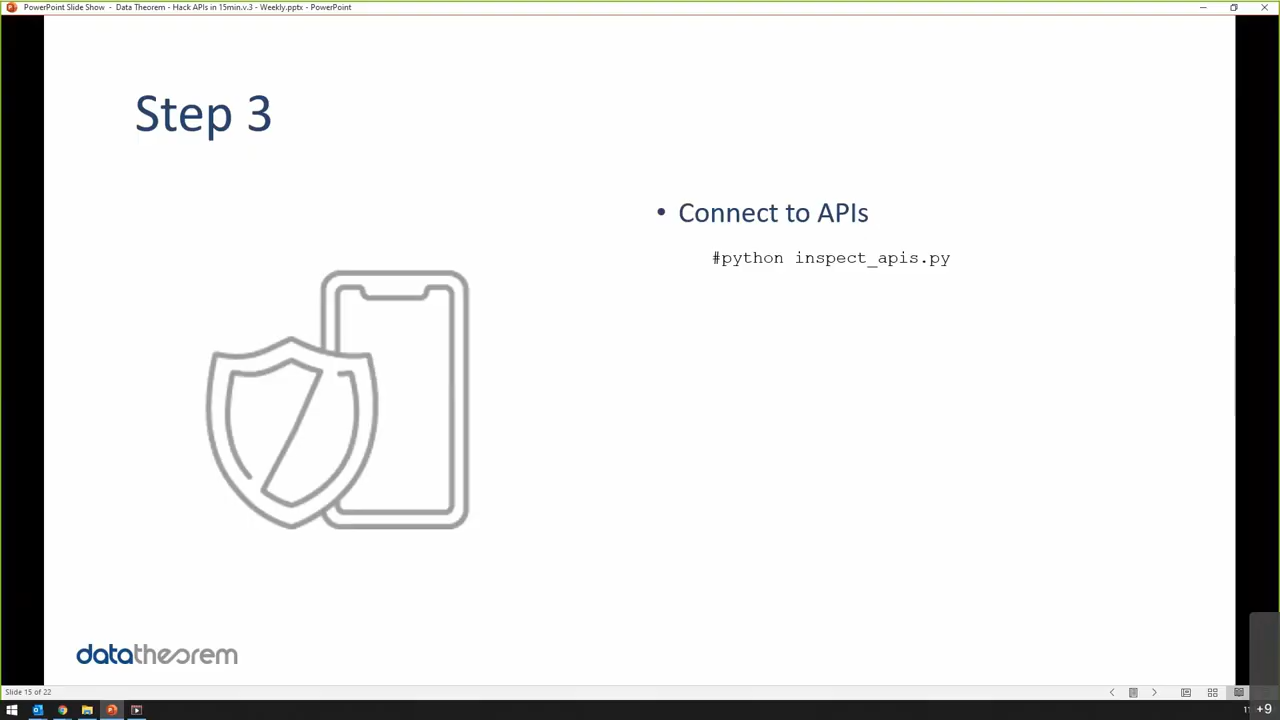 PowerPoint Slide Show - Data Theorem - Hack APIs in 15min.v.3 - Weekly.pptx - PowerPoint
Step 3
• Connect to APIs
#python inspect_apis.py
datatheorem
Slide 15 of 22
+9